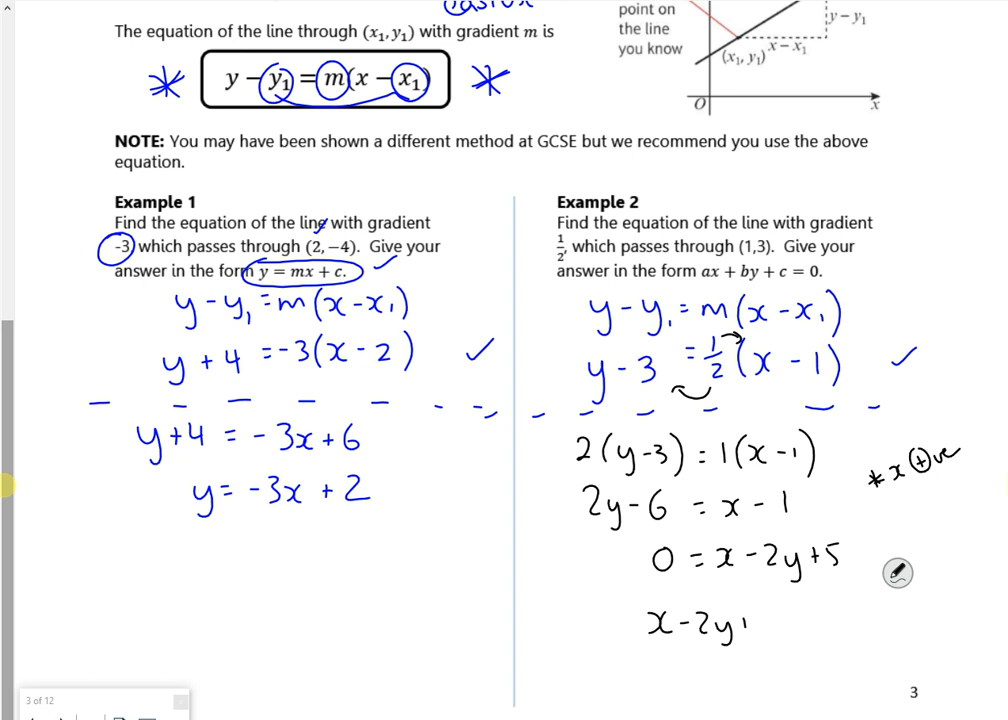 The equation of the line through (x₁, y₁) with gradient m is
y − y₁ = m(x − x₁)
point on
the line
you know
y − y₁
x − x₁
(x₁, y₁)
O
x
NOTE: You may have been shown a different method at GCSE but we recommend you use the above
equation.
Example 1
Find the equation of the line with gradient
-3, which passes through (2, −4). Give your
answer in the form y = mx + c.
y - y₁ = m(x - x₁)
y + 4 = -3(x - 2)
y + 4 = -3x + 6
y = -3x + 2
Example 2
Find the equation of the line with gradient
1/2, which passes through (1,3). Give your
answer in the form ax + by + c = 0.
y - y₁ = m(x - x₁)
y - 3 = 1/2(x - 1)
2(y-3) = 1(x-1)
* x +ve
2y - 6 = x - 1
0 = x - 2y + 5
x - 2y
3
3 of 12